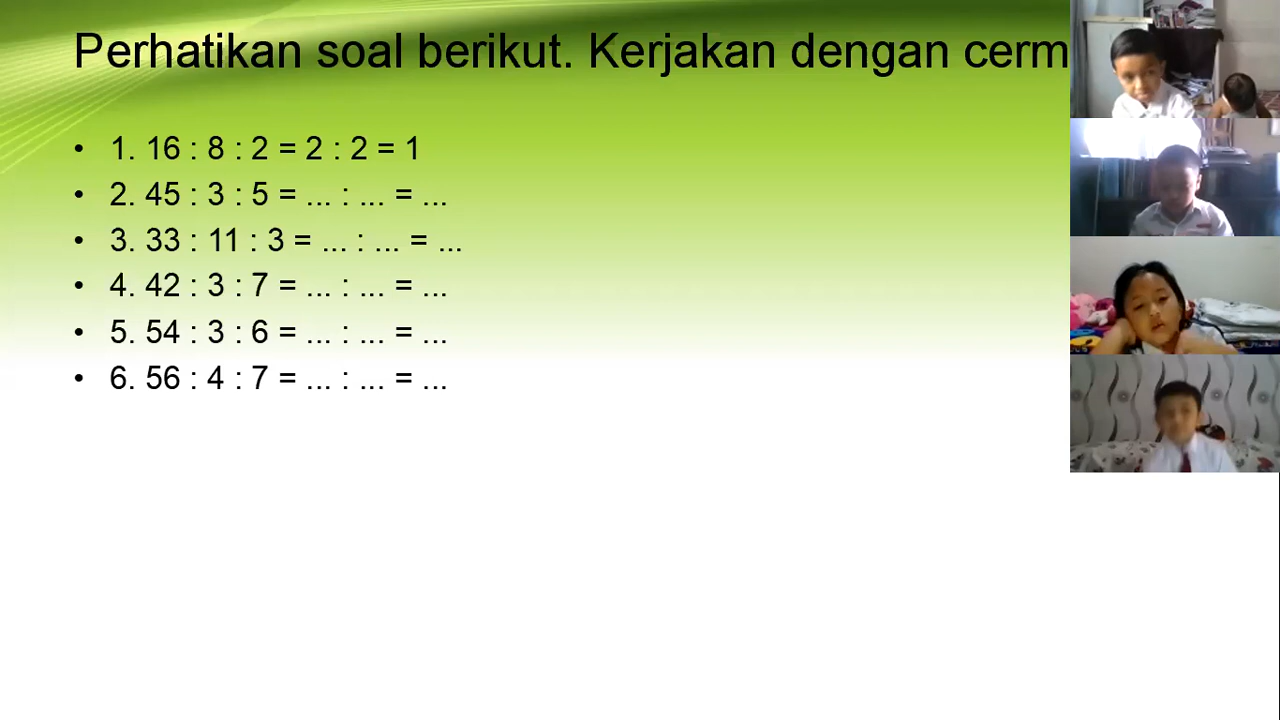 Perhatikan soal berikut. Kerjakan dengan cerm
• 1. 16 : 8 : 2 = 2 : 2 = 1
• 2. 45 : 3 : 5 = ... : ... = ...
• 3. 33 : 11 : 3 = ... : ... = ...
• 4. 42 : 3 : 7 = ... : ... = ...
• 5. 54 : 3 : 6 = ... : ... = ...
• 6. 56 : 4 : 7 = ... : ... = ...